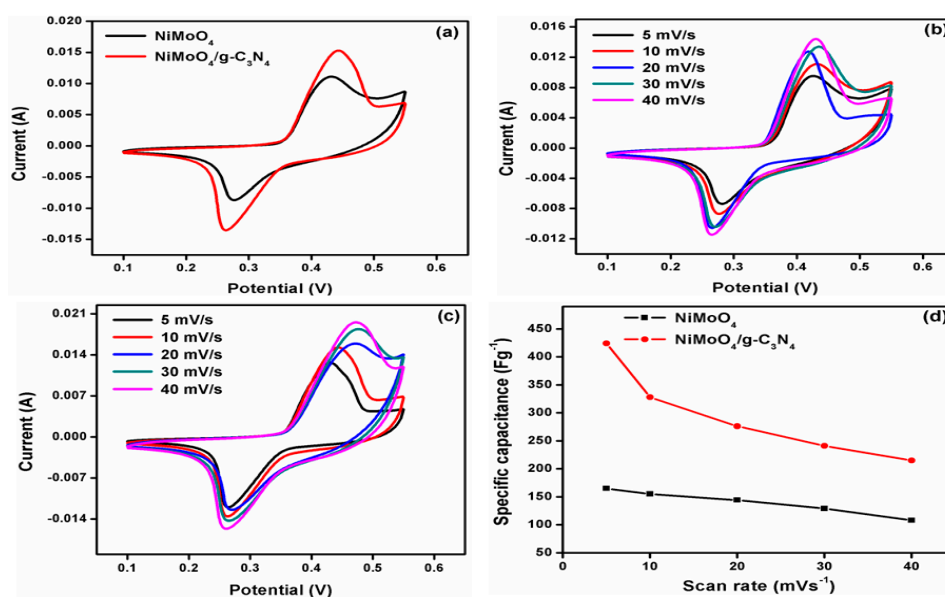 (a)
NiMoO₄
NiMoO₄/g-C₃N₄
0.020
0.015
0.010
0.005
0.000
-0.005
-0.010
-0.015
Current (A)
0.1 0.2 0.3 0.4 0.5 0.6
Potential (V)
(b)
5 mV/s
10 mV/s
20 mV/s
30 mV/s
40 mV/s
0.016
0.012
0.008
0.004
0.000
-0.004
-0.008
-0.012
Current (A)
0.1 0.2 0.3 0.4 0.5 0.6
Potential (V)
(c)
5 mV/s
10 mV/s
20 mV/s
30 mV/s
40 mV/s
0.021
0.014
0.007
0.000
-0.007
-0.014
Current (A)
0.1 0.2 0.3 0.4 0.5 0.6
Potential (V)
(d)
NiMoO₄
NiMoO₄/g-C₃N₄
450
400
350
300
250
200
150
100
50
Specific capacitance (Fg⁻¹)
10 20 30 40
Scan rate (mVs⁻¹)